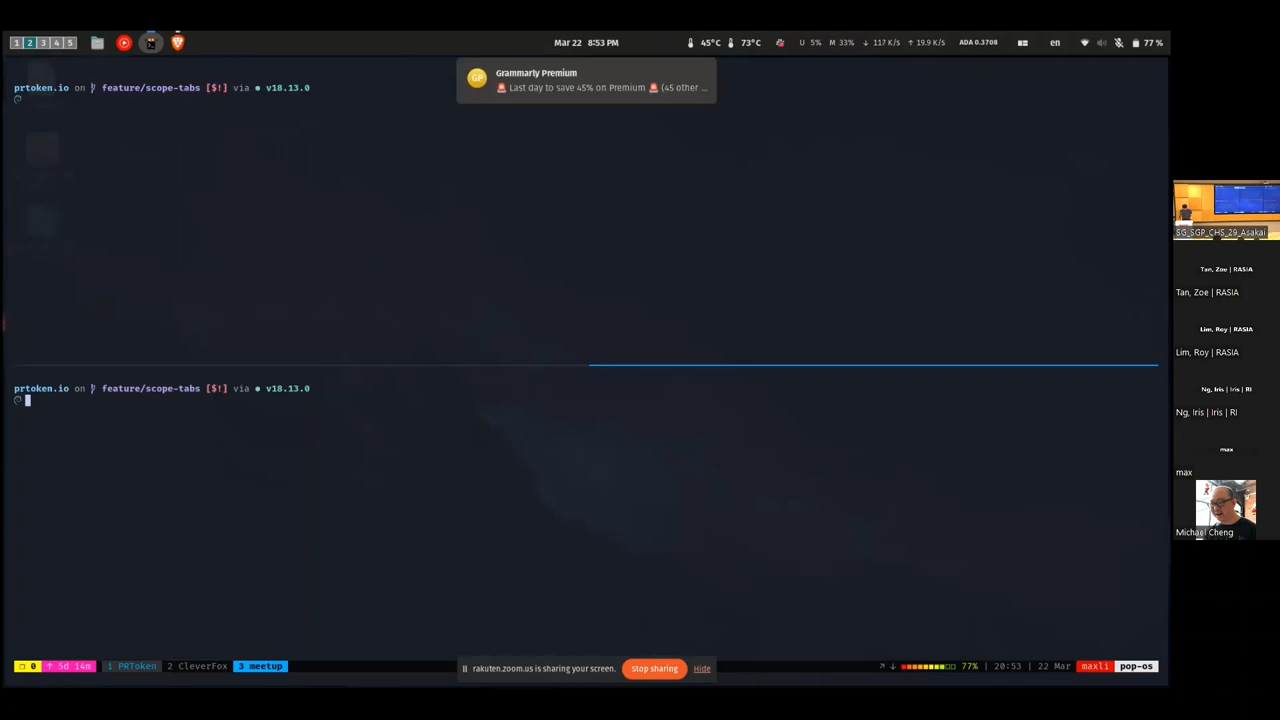 1 2 3 4 5
Mar 22 8:53 PM
45°C 73°C U 5% M 33% ↓ 117 K/s ↑ 19.9 K/s ADA 0.3708 en 77 %
Grammarly Premium
🚨 Last day to save 45% on Premium 🚨 (45 other ...
prtoken.io on feature/scope-tabs [$!] via ● v18.13.0
prtoken.io on feature/scope-tabs [$!] via ● v18.13.0
SG_SGP_CHS_29_Asakai
Tan, Zoe | RASIA
Tan, Zoe | RASIA
Lim, Roy | RASIA
Lim, Roy | RASIA
Ng, Iris | Iris | RI
Ng, Iris | Iris | RI
max
max
Michael Cheng
rakuten.zoom.us is sharing your screen. Stop sharing Hide
❐ 0 ↑ 5d 14m 1 PRToken 2 CleverFox 3 meetup
77% | 20:53 | 22 Mar maxli pop-os